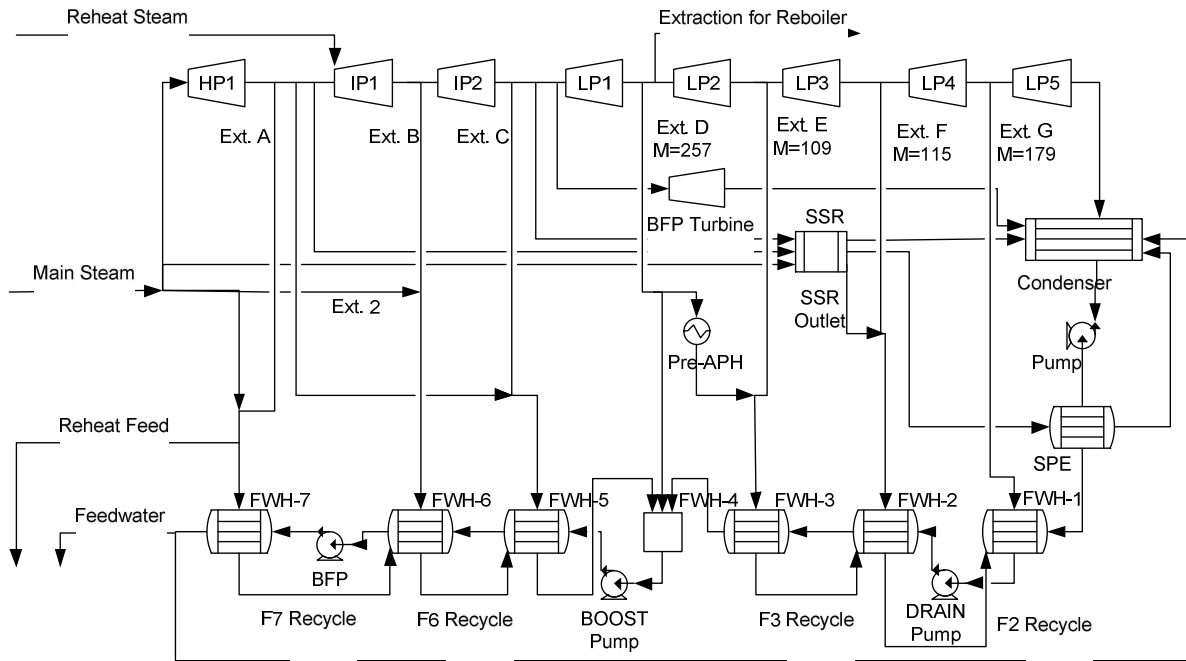 Reheat Steam
Extraction for Reboiler
HP1
IP1
IP2
LP1
LP2
LP3
LP4
LP5
Ext. A
Ext. B
Ext. C
Ext. D
M=257
Ext. E
M=109
Ext. F
M=115
Ext. G
M=179
BFP Turbine
SSR
Main Steam
Ext. 2
SSR
Outlet
Condenser
Pre-APH
Pump
Reheat Feed
SPE
FWH-7
FWH-6
FWH-5
FWH-4
FWH-3
FWH-2
FWH-1
Feedwater
BFP
F7 Recycle
F6 Recycle
BOOST
Pump
F3 Recycle
DRAIN
Pump
F2 Recycle